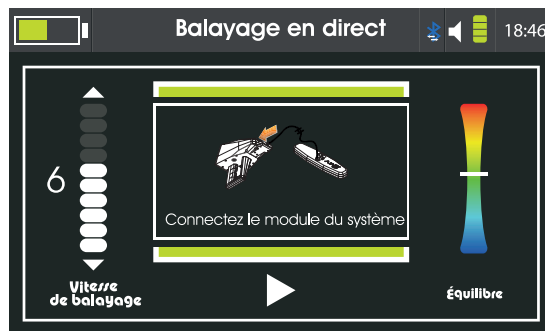 Balayage en direct
18:46
6
Connectez le module du système
Vitesse
de balayage
Équilibre